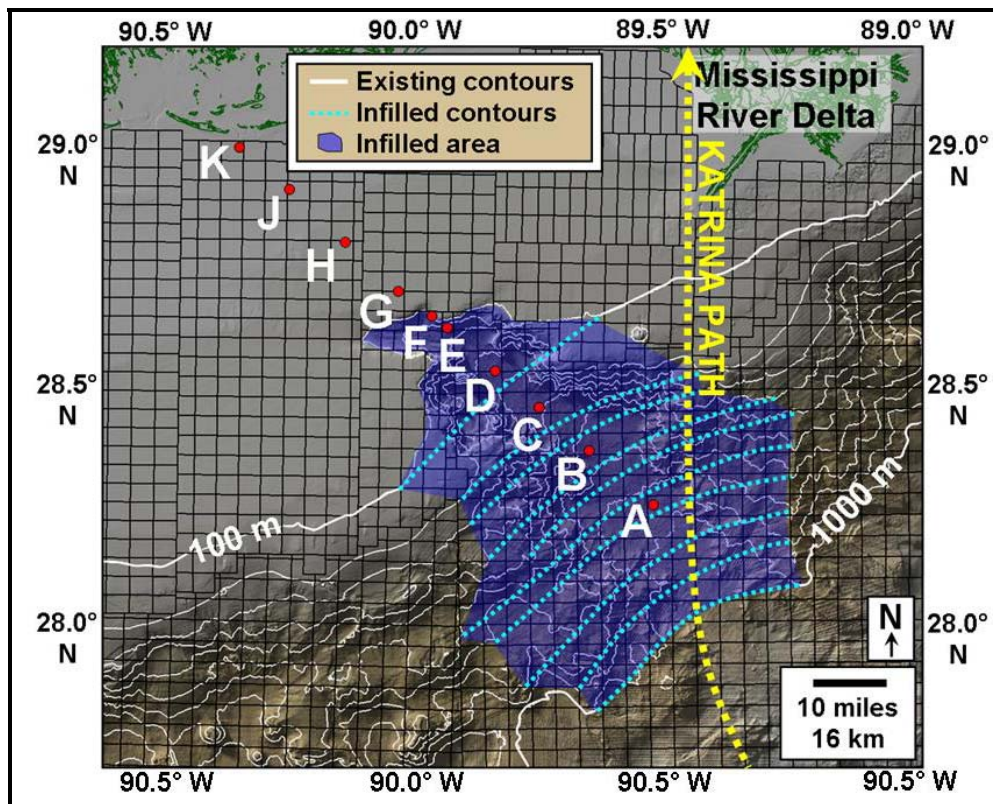 90.5° W 90.0° W 89.5° W 89.0° W
Existing contours
Infilled contours
Infilled area
Mississippi
River Delta
29.0°
N
29.0°
N
KATRINA PATH
K
J
H
G
F
E
D
C
B
A
28.5°
N
28.5°
N
100 m
1000 m
28.0°
N
28.0°
N
N
10 miles
16 km
90.5° W 90.0° W 90.5° W 90.5° W